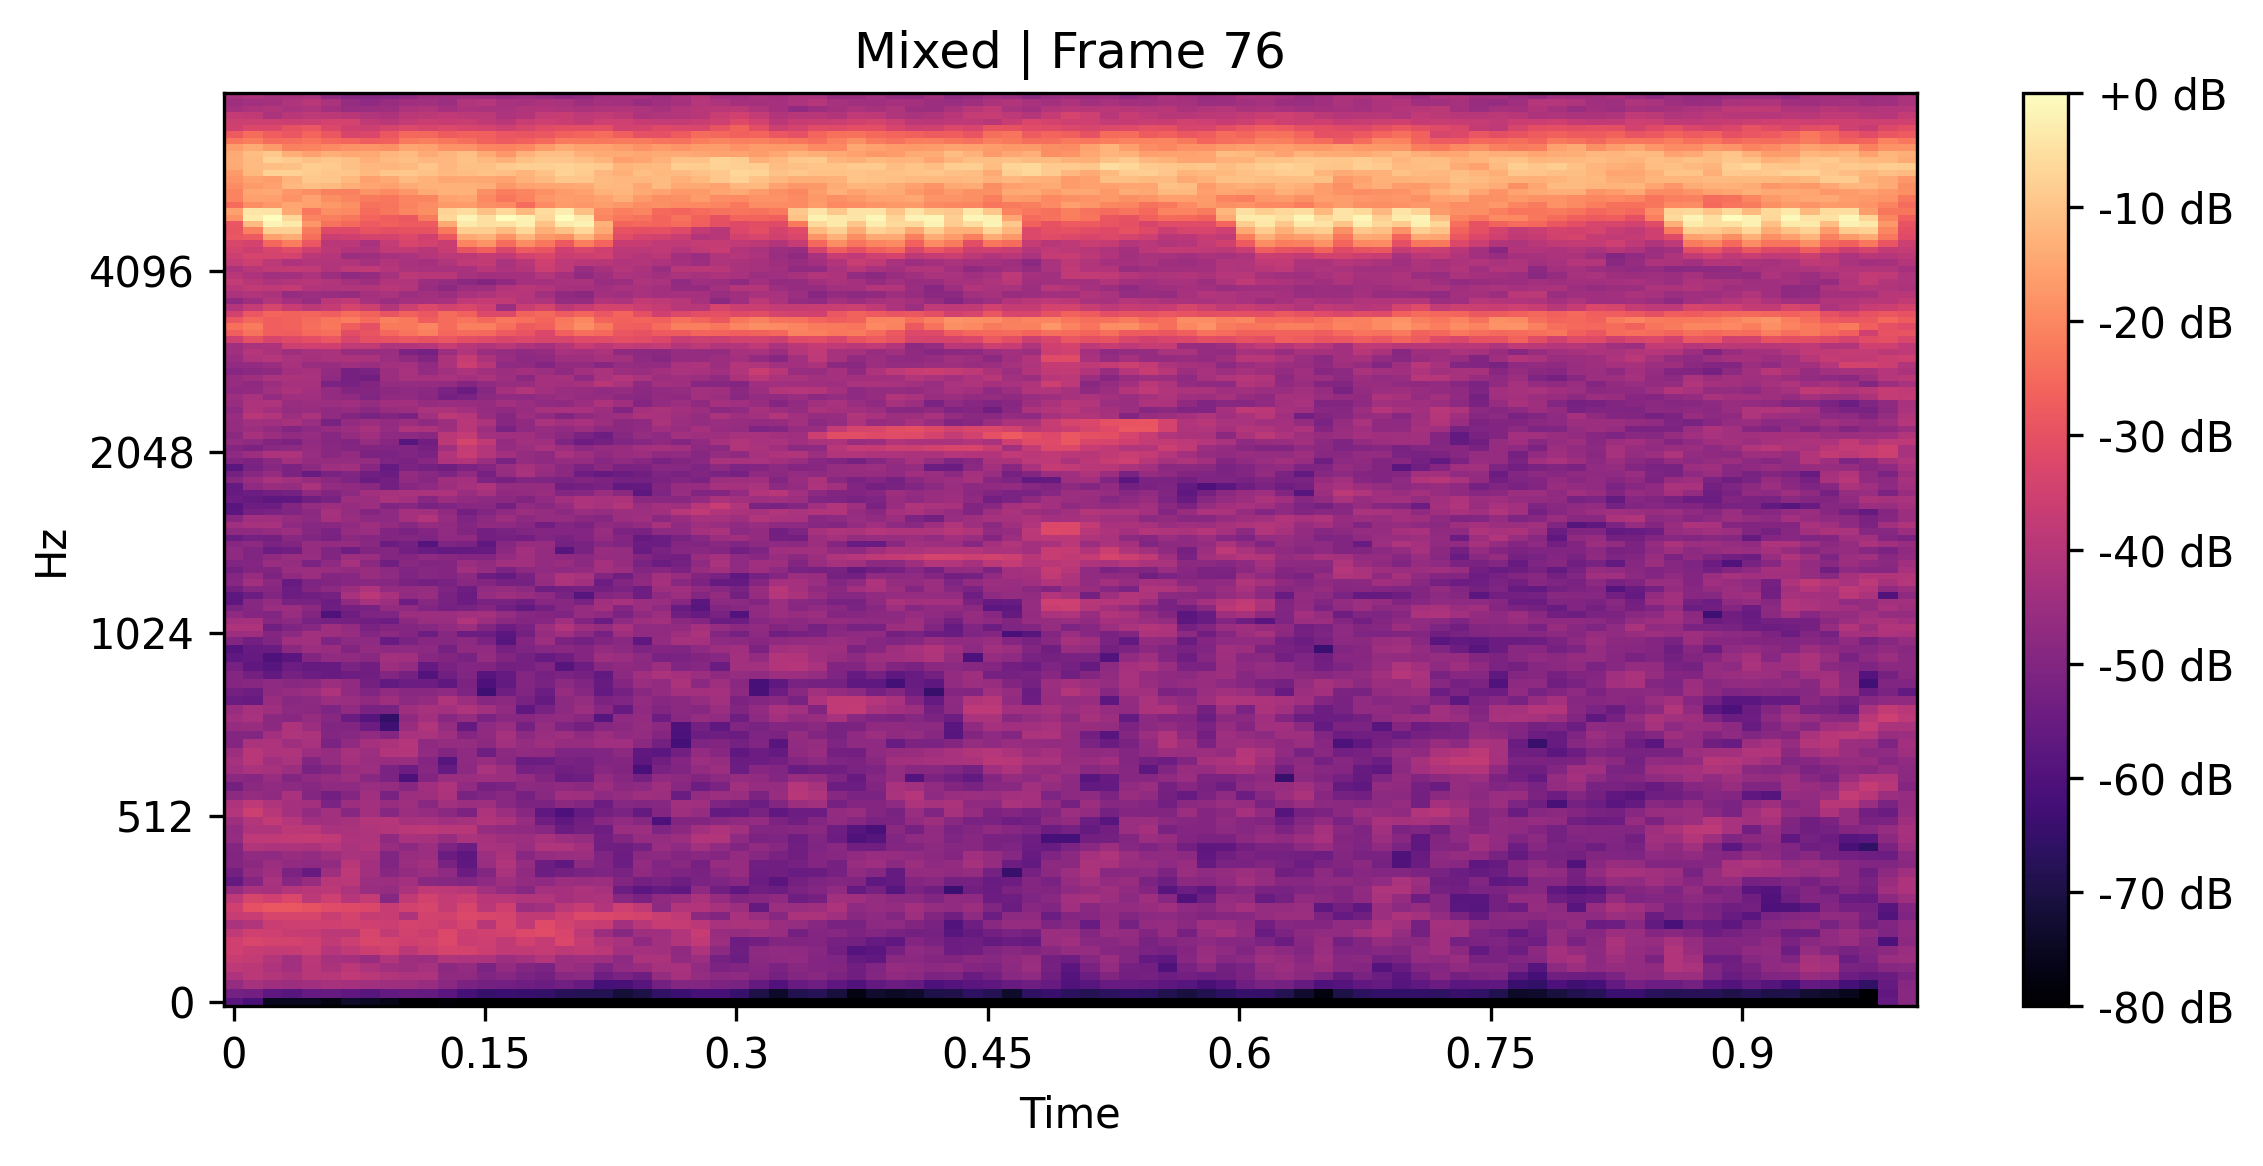 Mixed | Frame 76
+0 dB
-10 dB
-20 dB
-30 dB
-40 dB
-50 dB
-60 dB
-70 dB
-80 dB
Hz
4096
2048
1024
512
0
0 0.15 0.3 0.45 0.6 0.75 0.9
Time